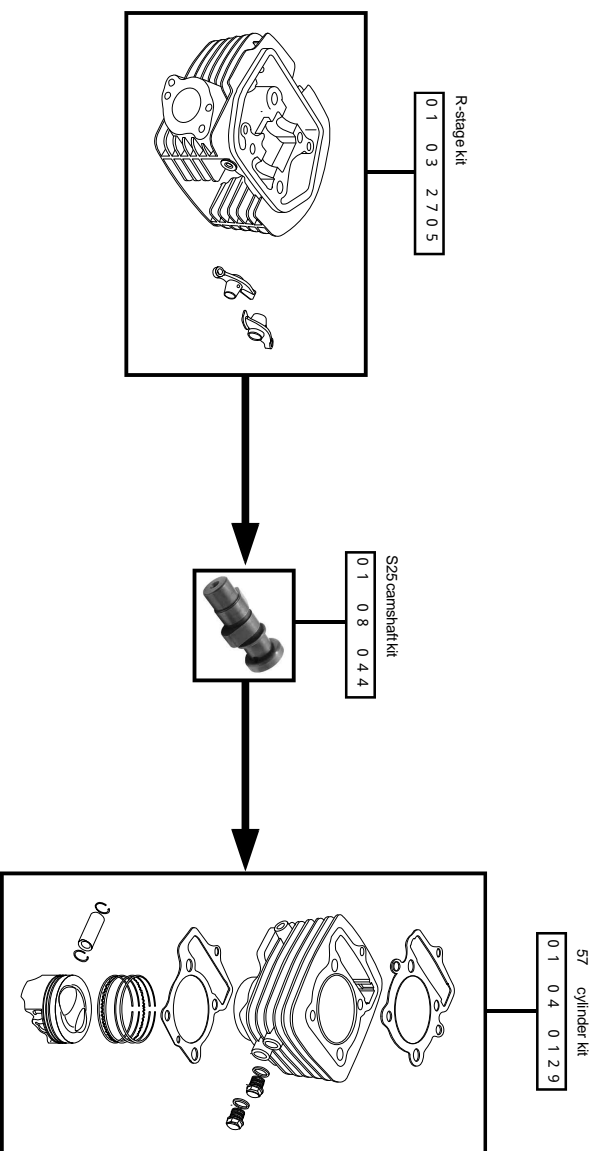 R-stage kit
01 03 2705
S25 camshaft kit
01 08 044
57 cylinder kit
01 04 0129